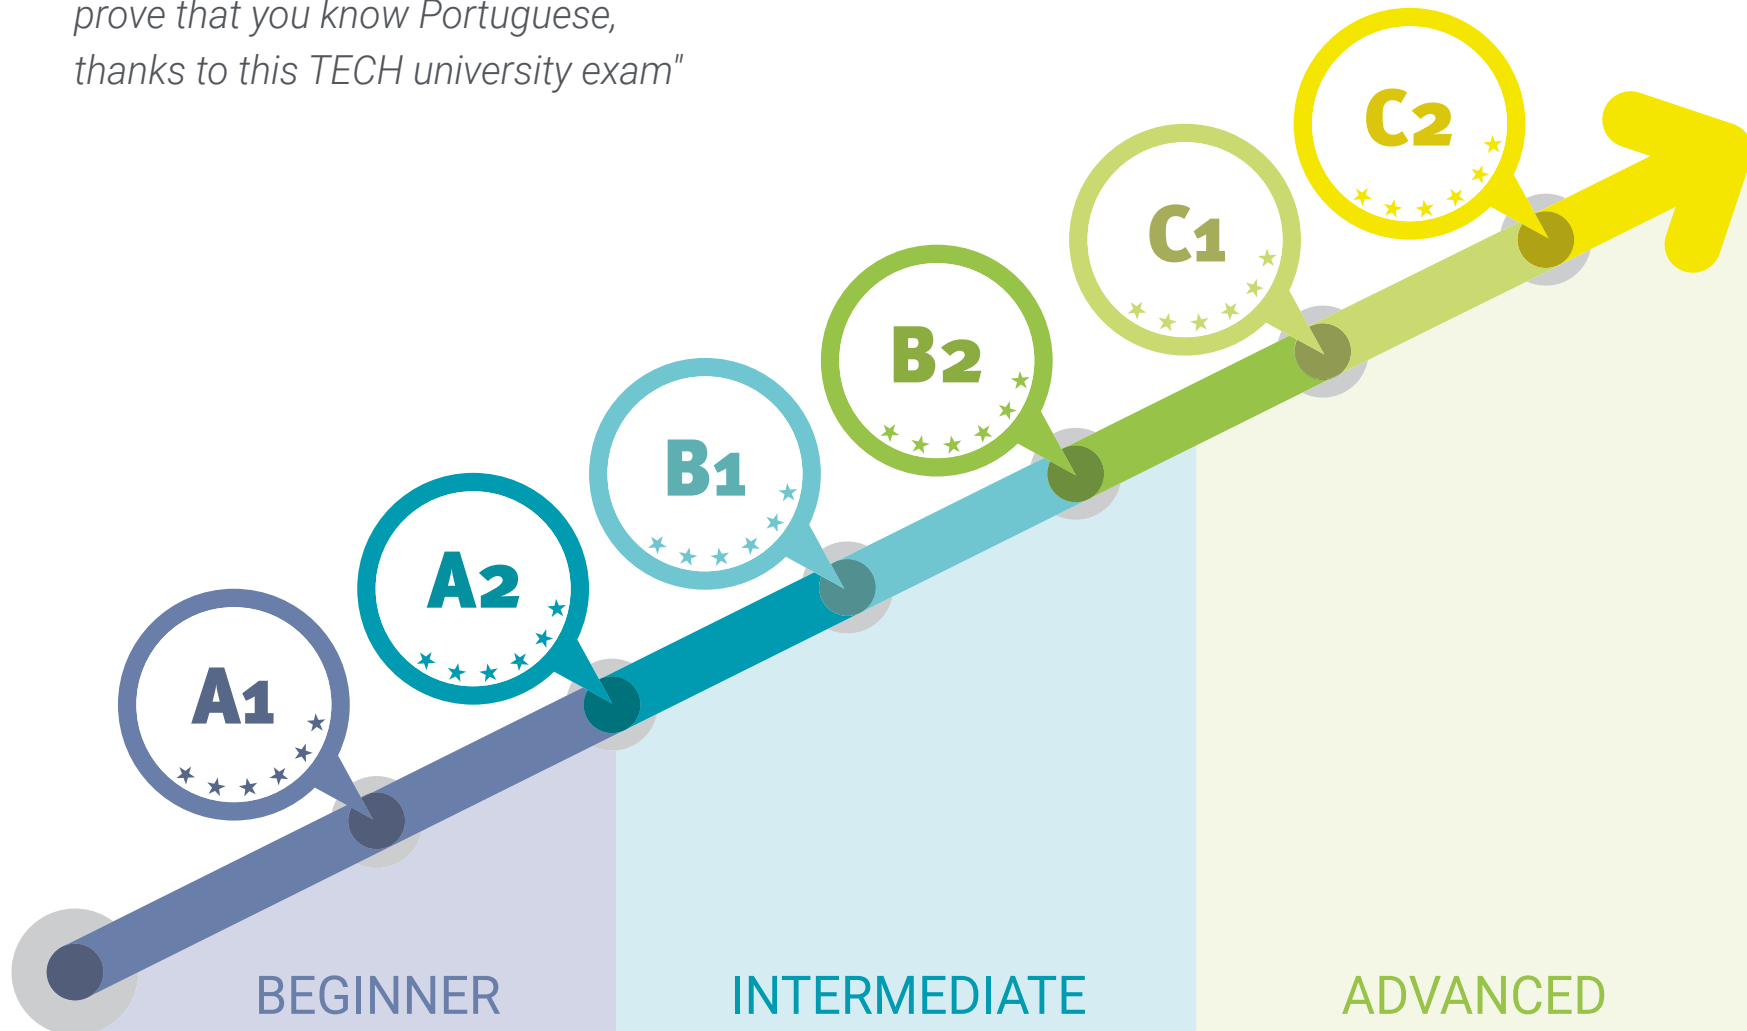 prove that you know Portuguese,
thanks to this TECH university exam"
C2
C1
B2
B1
A2
A1
BEGINNER INTERMEDIATE ADVANCED